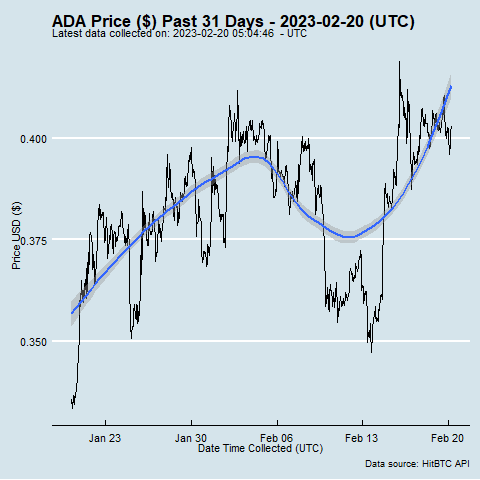 ADA Price ($) Past 31 Days - 2023-02-20 (UTC)
Latest data collected on: 2023-02-20 05:04:46  - UTC
0.400
0.375
0.350
Price USD ($)
Jan 23
Jan 30
Feb 06
Feb 13
Feb 20
Date Time Collected (UTC)
Data source: HitBTC API